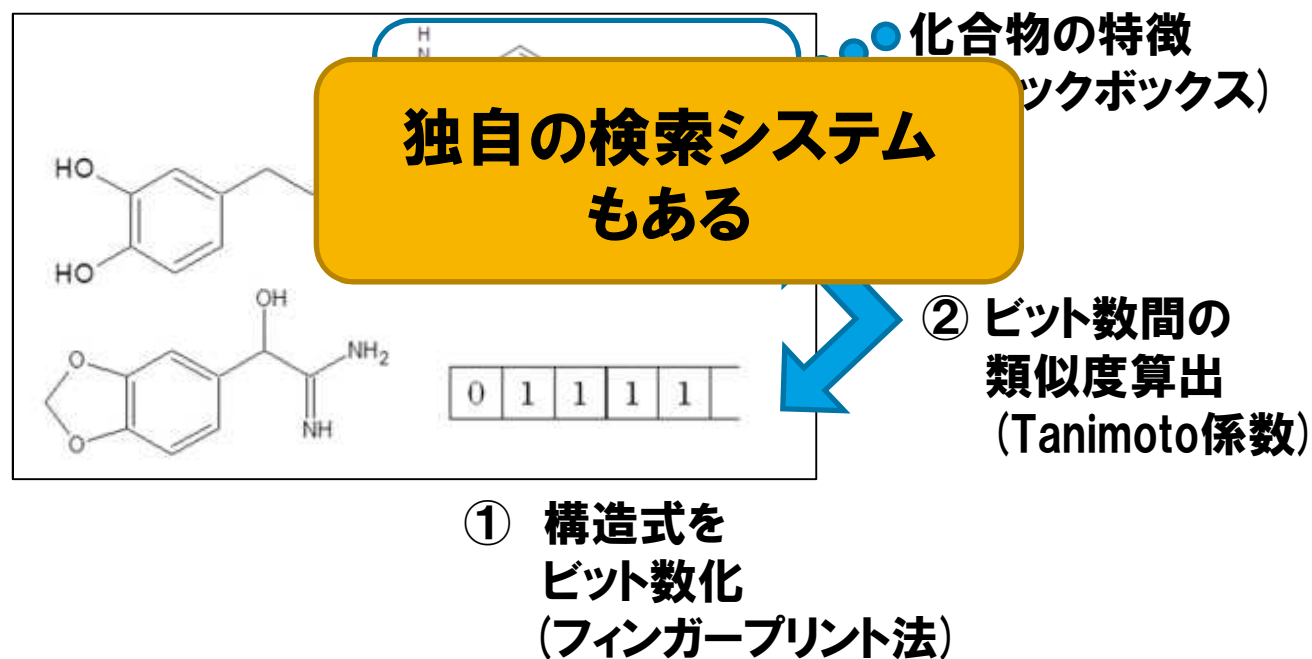 H
N
化合物の特徴
ックボックス)
独自の検索システム
もある
HO
HO
OH
O
NH2
O
NH
0 1 1 1 1
② ビット数間の
類似度算出
(Tanimoto係数)
① 構造式を
ビット数化
(フィンガープリント法)